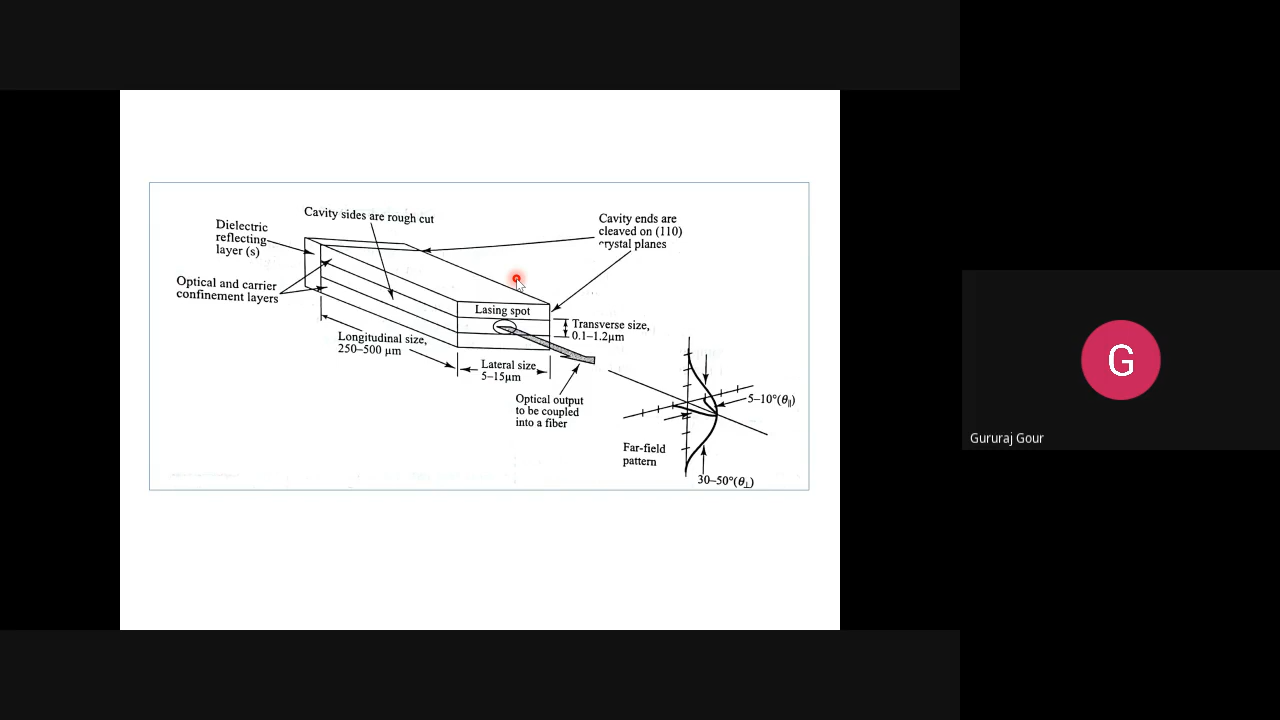 Cavity sides are rough cut
Dielectric
reflecting
layer (s)
Cavity ends are
cleaved on (110)
crystal planes
Optical and carrier
confinement layers
Lasing spot
Transverse size,
0.1–1.2μm
Longitudinal size,
250–500 μm
Lateral size
5–15μm
Optical output
to be coupled
into a fiber
5–10°(θ∥)
Far-field
pattern
30–50°(θ⊥)
G
Gururaj Gour